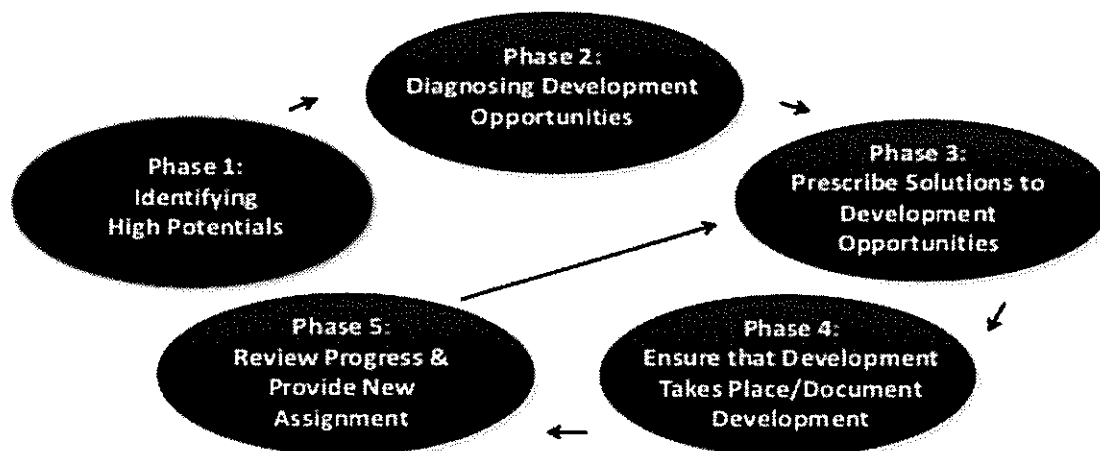 Phase 1:
Identifying
High Potentials
Phase 2:
Diagnosing Development
Opportunities
Phase 3:
Prescribe Solutions to
Development
Opportunities
Phase 4:
Ensure that Development
Takes Place/Document
Development
Phase 5:
Review Progress &
Provide New
Assignment